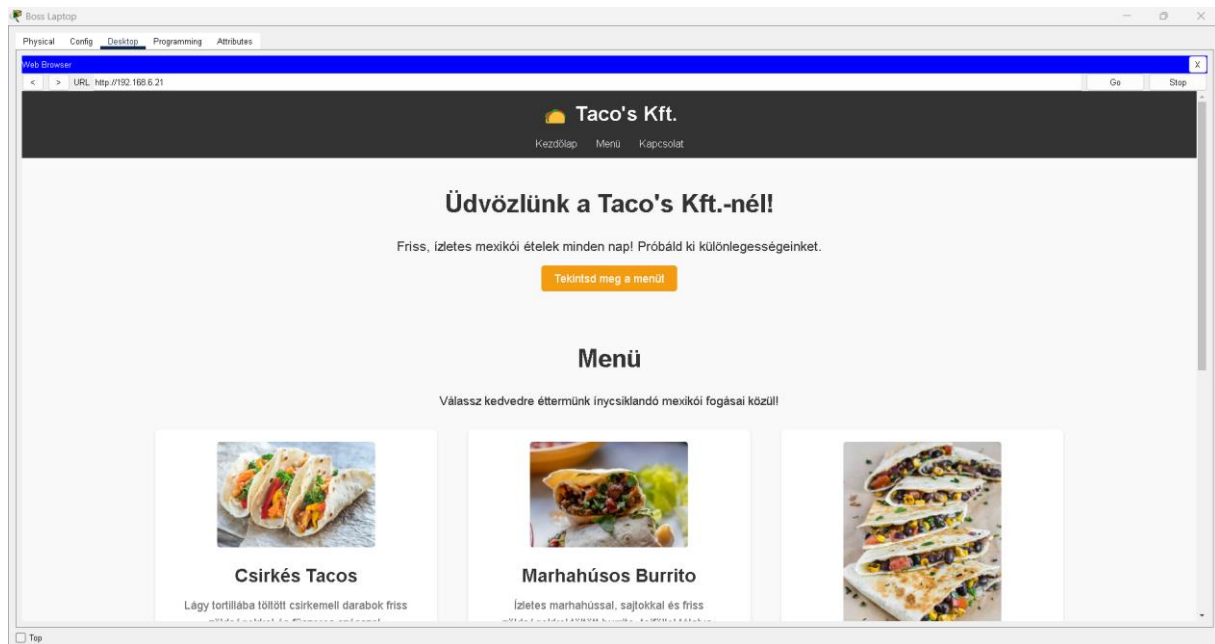 Boss Laptop
Physical Config Desktop Programming Attributes
Web Browser X
< > URL http://192.168.6.21 Go Stop
Taco's Kft.
Kezdőlap Menü Kapcsolat
Üdvözlünk a Taco's Kft.-nél!
Friss, ízletes mexikói ételek minden nap! Próbáld ki különlegességeinket.
Tekintsd meg a menüt
Menü
Válassz kedvedre éttermünk ínycsiklandó mexikói fogásai közül!
Csirkés Tacos
Marhahúsos Burrito
Lágy tortillába töltött csirkemell darabok friss
Ízletes marhahússal, sajtokkal és friss
Top